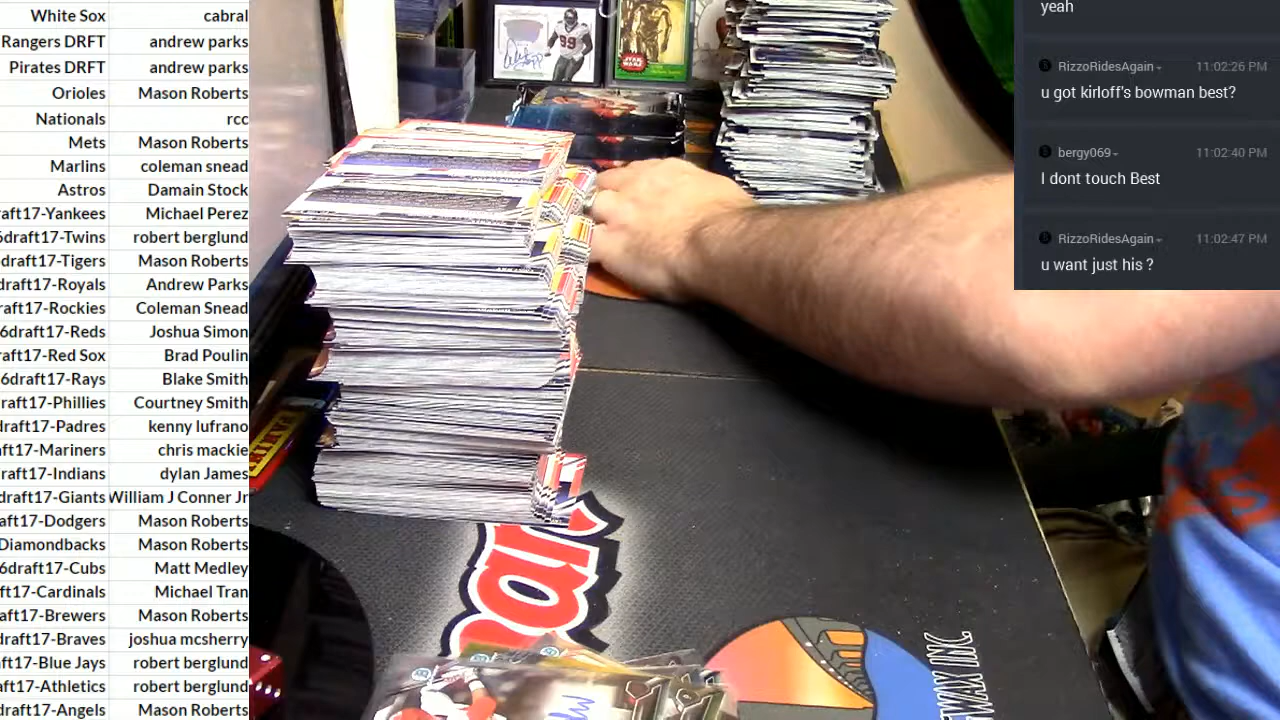 White Sox cabral
Rangers DRFT andrew parks
Pirates DRFT andrew parks
Orioles Mason Roberts
Nationals rcc
Mets Mason Roberts
Marlins coleman snead
Astros Damain Stock
aft17-Yankees Michael Perez
6draft17-Twins robert berglund
draft17-Tigers Mason Roberts
draft17-Royals Andrew Parks
aft17-Rockies Coleman Snead
6draft17-Reds Joshua Simon
aft17-Red Sox Brad Poulin
6draft17-Rays Blake Smith
raft17-Phillies Courtney Smith
draft17-Padres kenny lufrano
aft17-Mariners chris mackie
raft17-Indians dylan James
draft17-Giants William J Conner Jr
aft17-Dodgers Mason Roberts
Diamondbacks Mason Roberts
6draft17-Cubs Matt Medley
ft17-Cardinals Michael Tran
aft17-Brewers Mason Roberts
draft17-Braves joshua mcsherry
aft17-Blue Jays robert berglund
aft17-Athletics robert berglund
draft17-Angels Mason Roberts
yeah
RizzoRidesAgain 11:02:26 PM
u got kirloff's bowman best?
bergy069 11:02:40 PM
I dont touch Best
RizzoRidesAgain 11:02:47 PM
u want just his ?
99
STAR
WARS
WAX INC